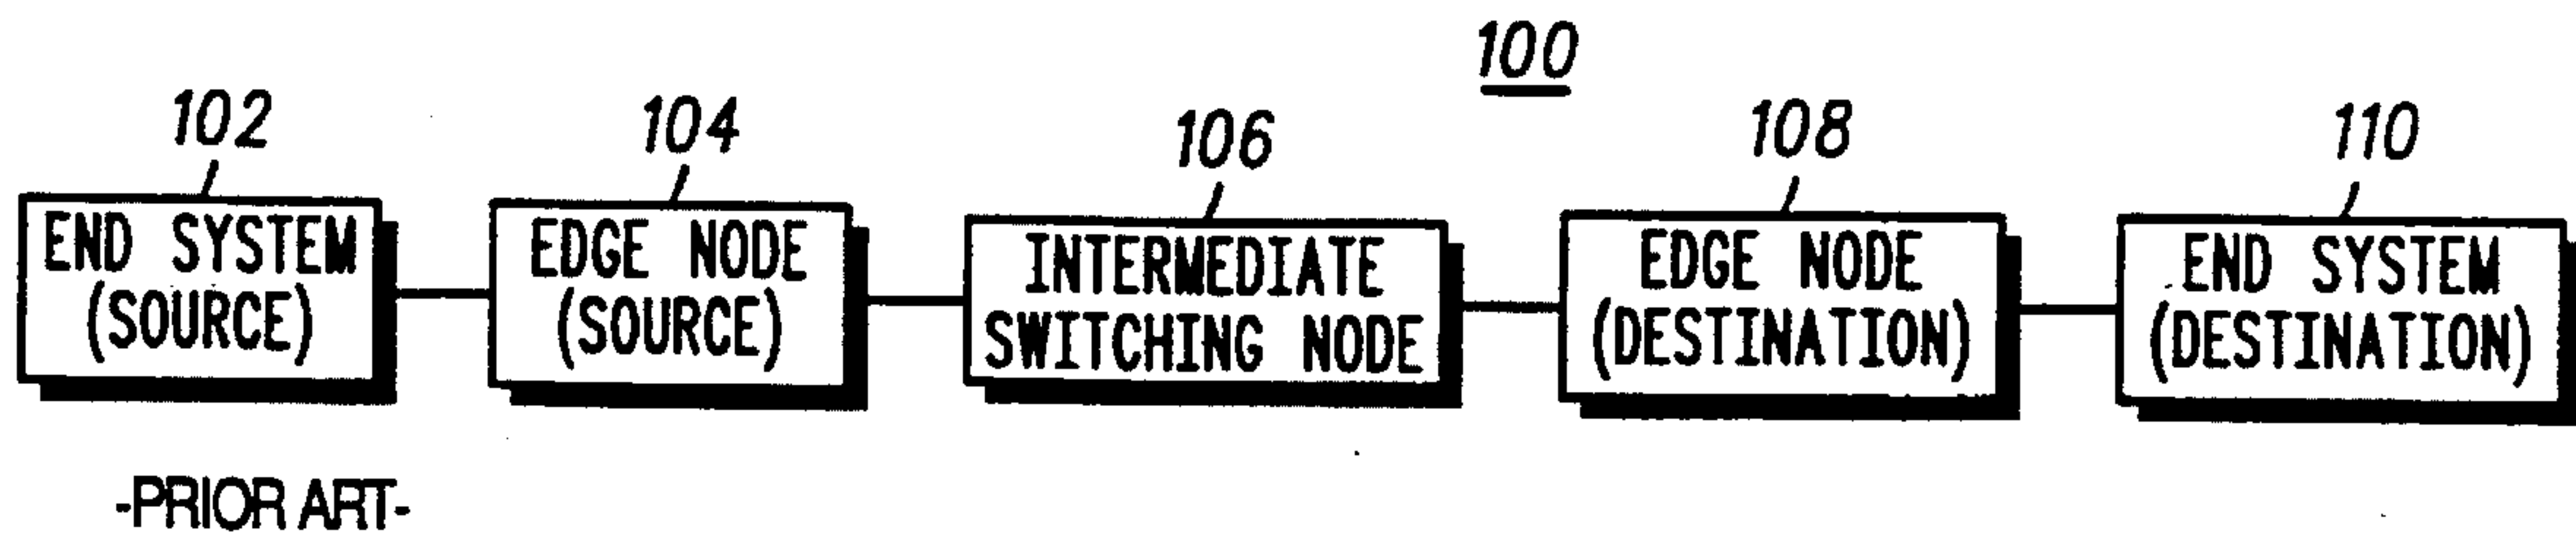 100
102
104
106
108
110
END SYSTEM
(SOURCE)
EDGE NODE
(SOURCE)
INTERMEDIATE
SWITCHING NODE
EDGE NODE
(DESTINATION)
END SYSTEM
(DESTINATION)
-PRIOR ART-